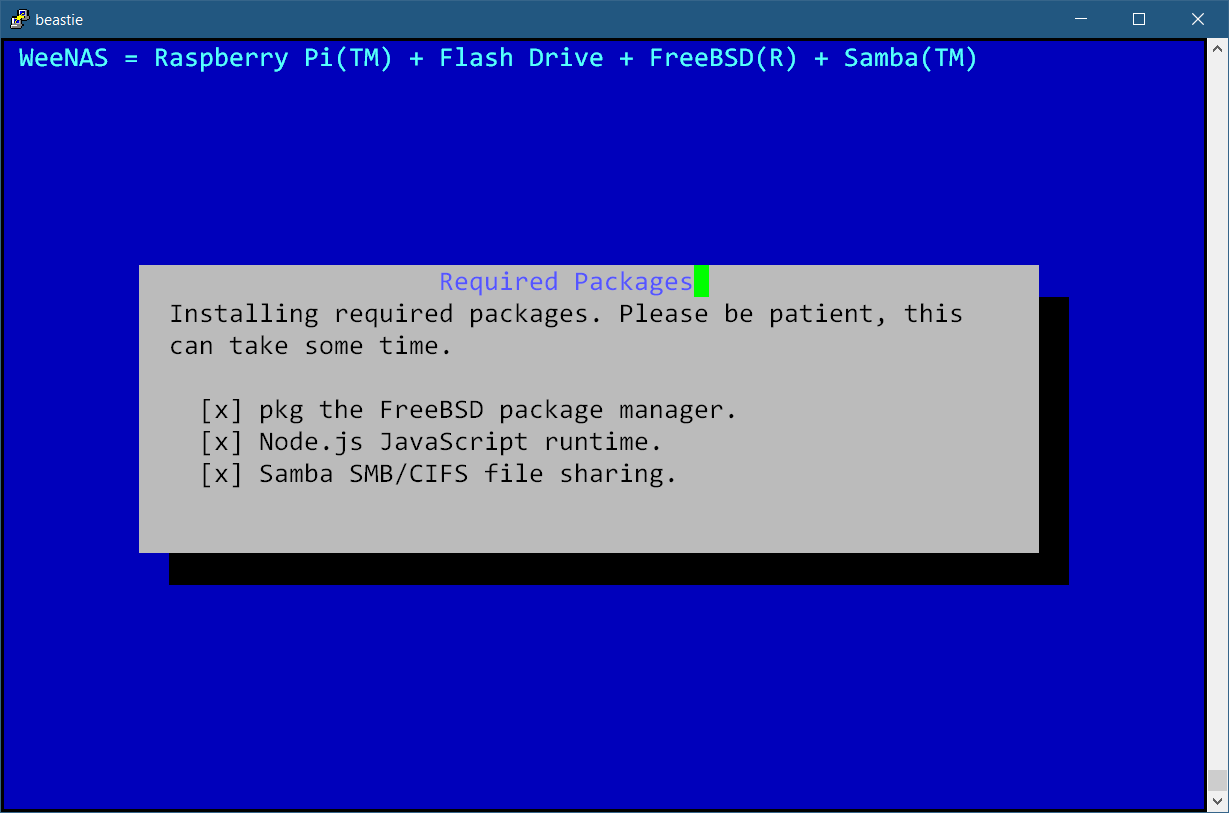 beastie
WeeNAS = Raspberry Pi(TM) + Flash Drive + FreeBSD(R) + Samba(TM)
Required Packages
Installing required packages. Please be patient, this
can take some time.
[x] pkg the FreeBSD package manager.
[x] Node.js JavaScript runtime.
[x] Samba SMB/CIFS file sharing.